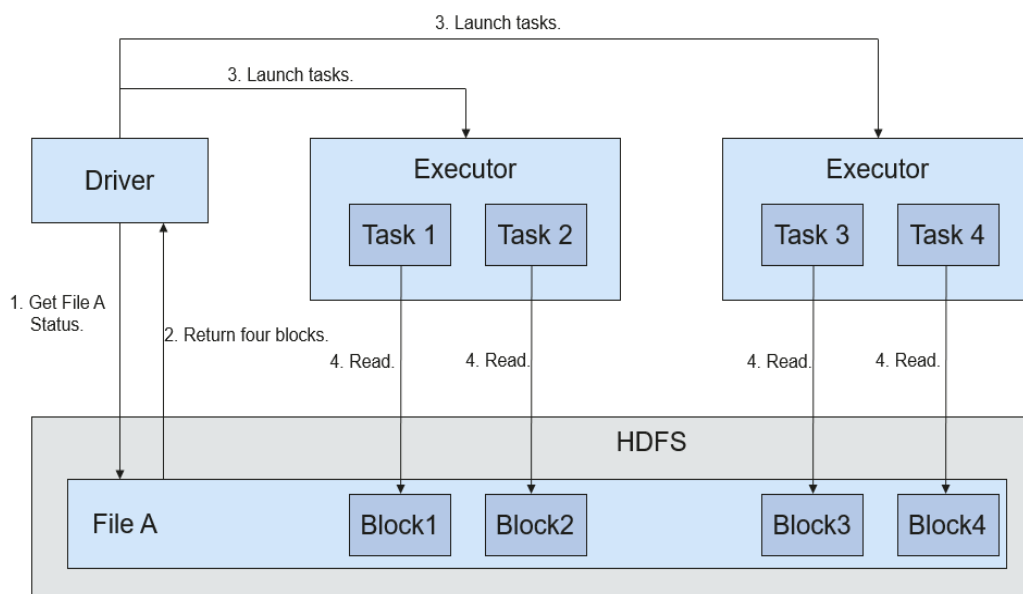 3. Launch tasks.
3. Launch tasks.
Driver
Executor
Executor
Task 1
Task 2
Task 3
Task 4
1. Get File A
Status.
2. Return four blocks.
4. Read.
4. Read.
4. Read.
4. Read.
HDFS
File A
Block1
Block2
Block3
Block4